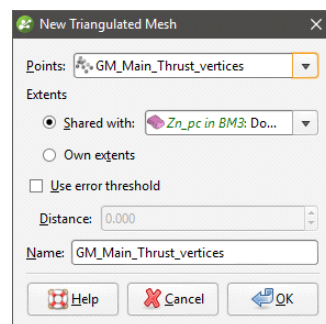 New Triangulated Mesh
Points: GM_Main_Thrust_vertices
Extents
Shared with: Zn_pc in BM3: Do...
Own extents
Use error threshold
Distance: 0.000
Name: GM_Main_Thrust_vertices
Help Cancel OK